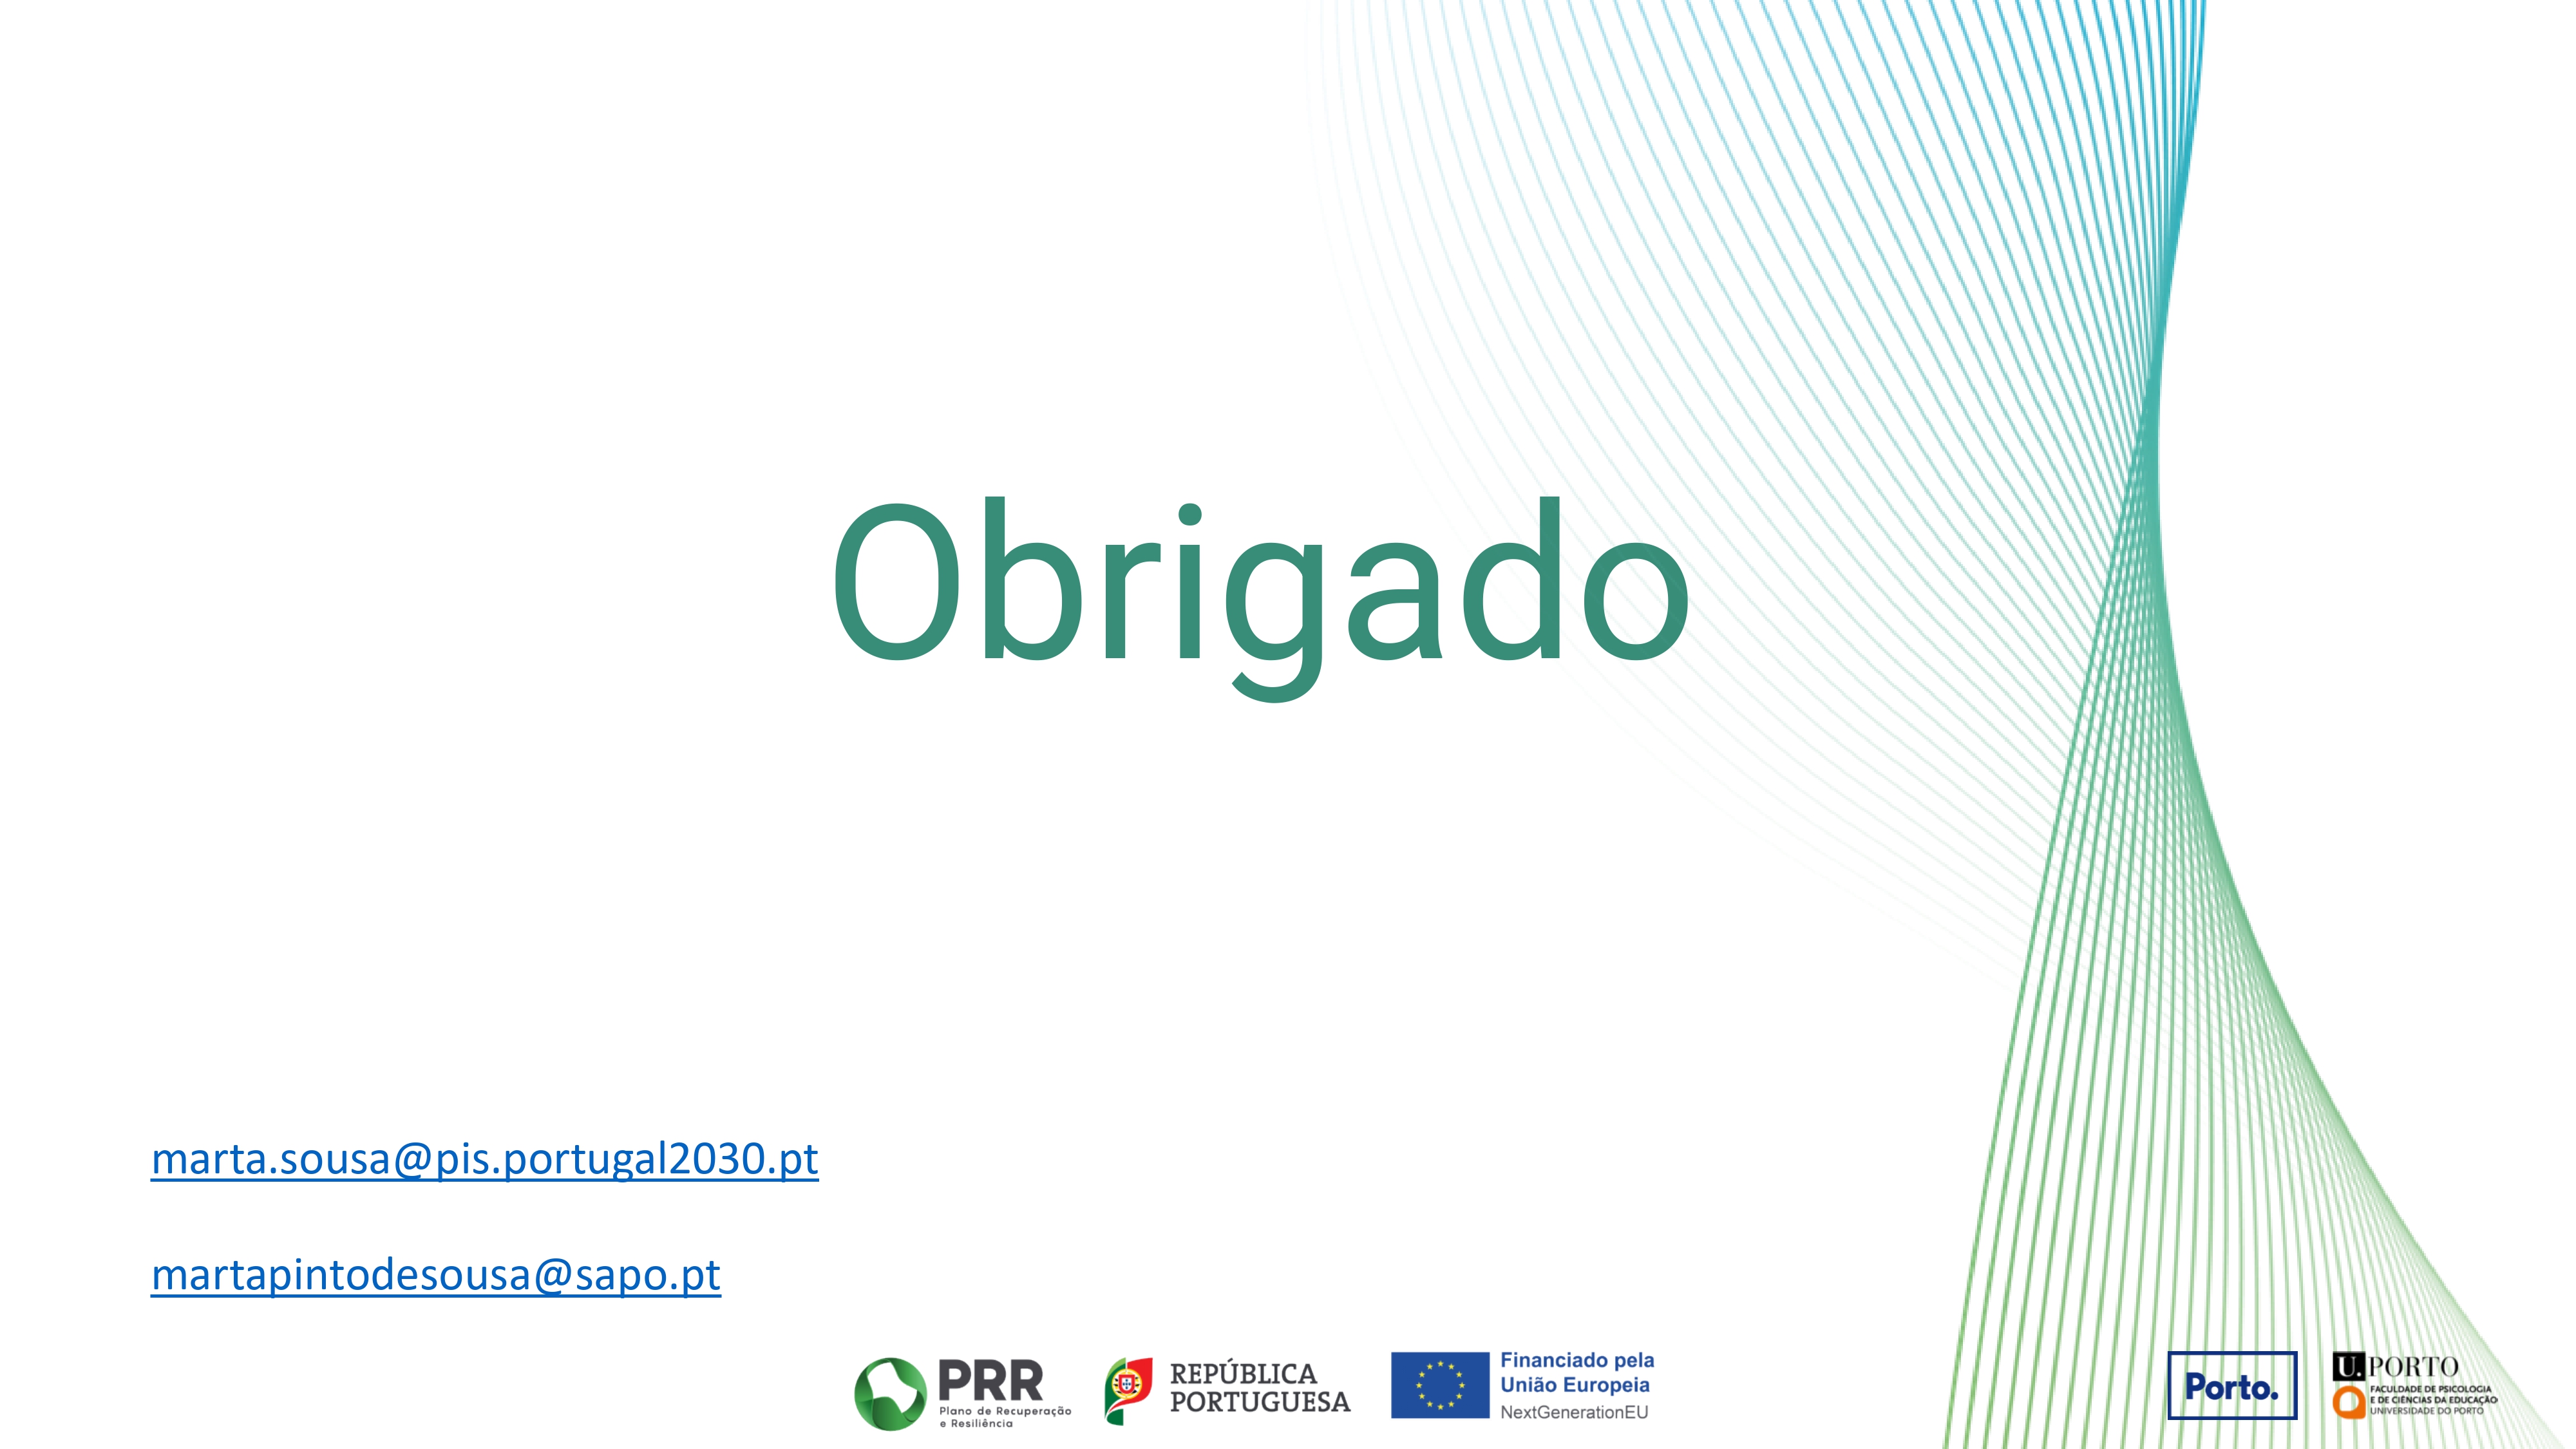 Obrigado
marta.sousa@pis.portugal2030.pt
martapintodesousa@sapo.pt
PRR
Plano de Recuperação
e Resiliência
REPÚBLICA
PORTUGUESA
Financiado pela
União Europeia
NextGenerationEU
Porto.
U.PORTO
FACULDADE DE PSICOLOGIA
E DE CIÊNCIAS DA EDUCAÇÃO
UNIVERSIDADE DO PORTO